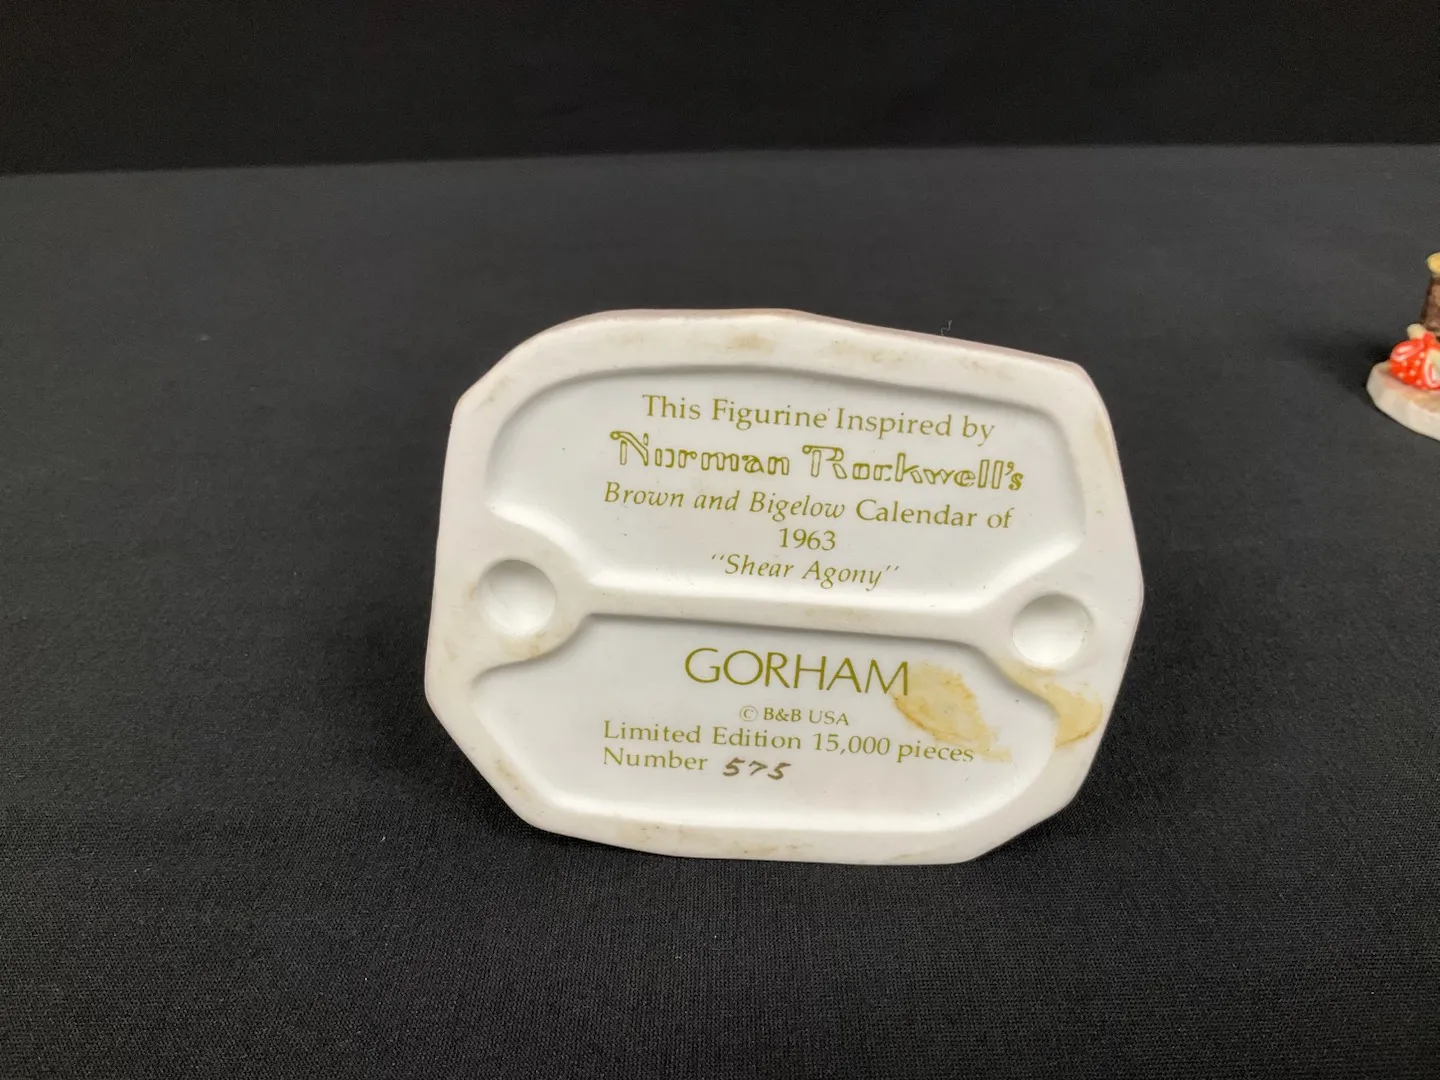 This Figurine Inspired by
Norman Rockwell's
Brown and Bigelow Calendar of
1963
"Shear Agony"
GORHAM
© B&B USA
Limited Edition 15,000 pieces
Number 575